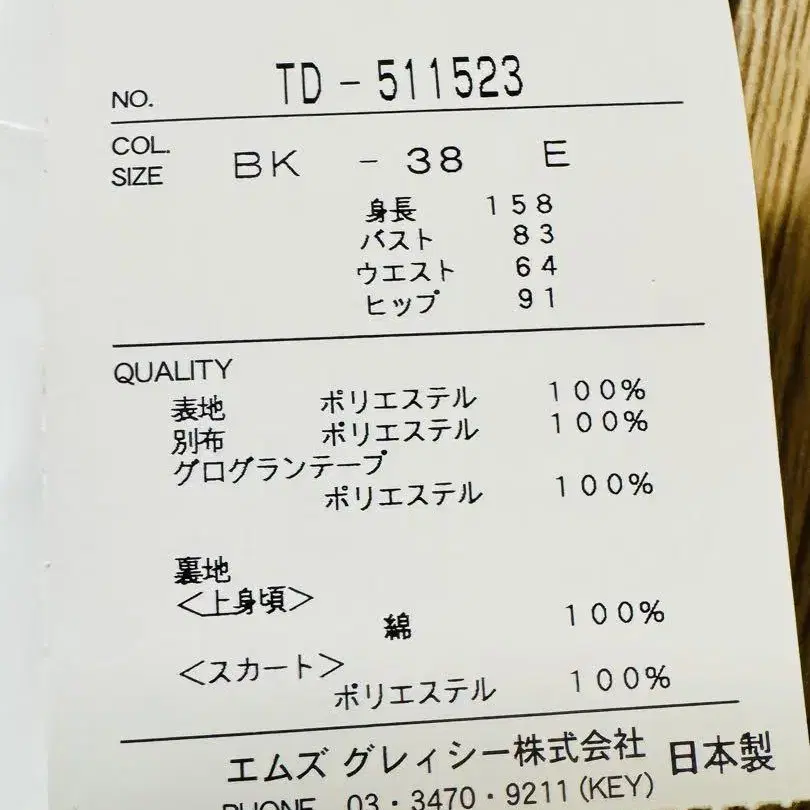 NO. TD-511523
COL.
SIZE BK - 38 E
身長 158
バスト 83
ウエスト 64
ヒップ 91
QUALITY
表地 ポリエステル 100%
別布 ポリエステル 100%
グログランテープ
ポリエステル 100%
裏地
<上身頃>
綿 100%
<スカート>
ポリエステル 100%
エムズ グレィシー株式会社 日本製
PHONE 03・3470・9211(KEY)